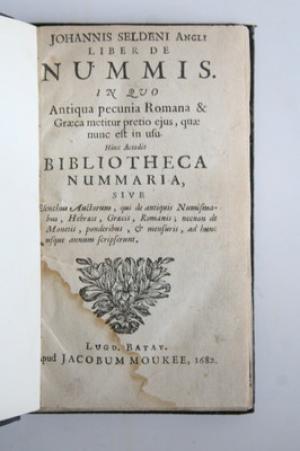 JOHANNIS SELDENI ANGLI
LIBER DE
NUMMIS.
IN QUO
Antiqua pecunia Romana &
Græca metitur pretio ejus, quæ
nunc est in usu.
Huic Accedit
BIBLIOTHECA
NUMMARIA,
SIVE
Elenchus Auctorum, qui de antiquis Numisma-
bus, Hebræis, Græcis, Romanis; necnon de
Monetis, ponderibus, & mensuris, ad hunc
usque annum scripserunt.
LUGD. BATAV.
pud JACOBUM MOUKEE, 1682.